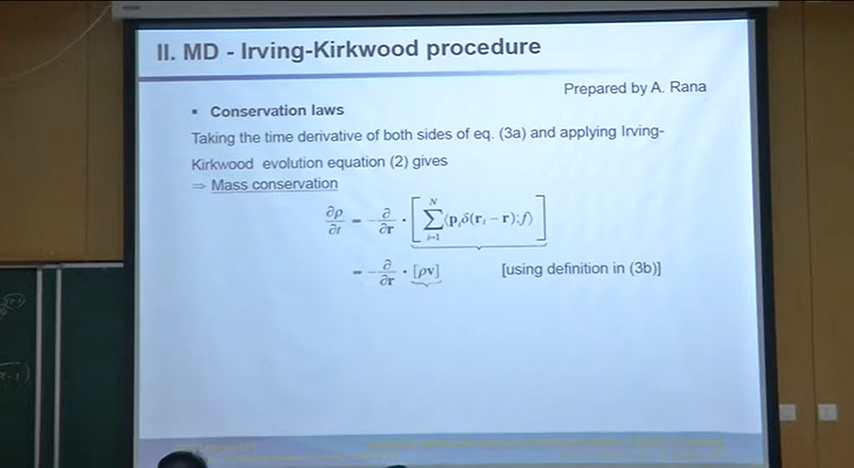 II. MD - Irving-Kirkwood procedure
Prepared by A. Rana
▪ Conservation laws
Taking the time derivative of both sides of eq. (3a) and applying Irving-
Kirkwood evolution equation (2) gives
⇒ Mass conservation
∂ρ/∂t = -∂/∂r · [∑_{i=1}^{N} ⟨p_i δ(r_i − r); f⟩]
= -∂/∂r · [ρv] [using definition in (3b)]